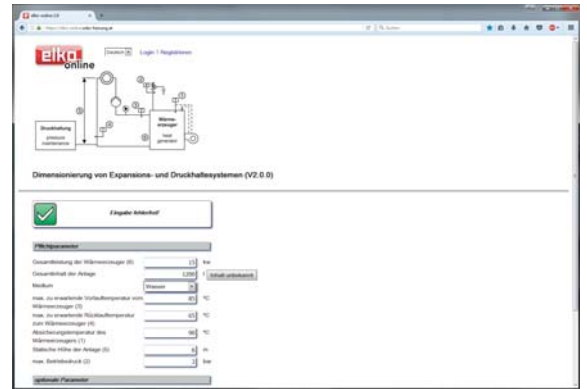 elko online
Deutsch
Login / Registrieren
Druckhaltung
pressure
maintenance
Wärme-
erzeuger
heat
generator
Dimensionierung von Expansions- und Druckhaltesystemen (V2.0.0)
Eingabe fehlerfrei!
Pflichtparameter
Gesamtleistung der Wärmeerzeuger (6) 15 kw
Gesamtinhalt der Anlage 1200 l Inhalt unbekannt
Medium Wasser
max. zu erwartende Vorlauftemperatur vom 85 °C
Wärmeerzeuger (3)
max. zu erwartende Rücklauftemperatur 65 °C
zum Wärmeerzeuger (4)
Absicherungstemperatur des 90 °C
Wärmeerzeugers (1)
Statische Höhe der Anlage (5) 6 m
max. Betriebsdruck (2) 3 bar
optionale Parameter